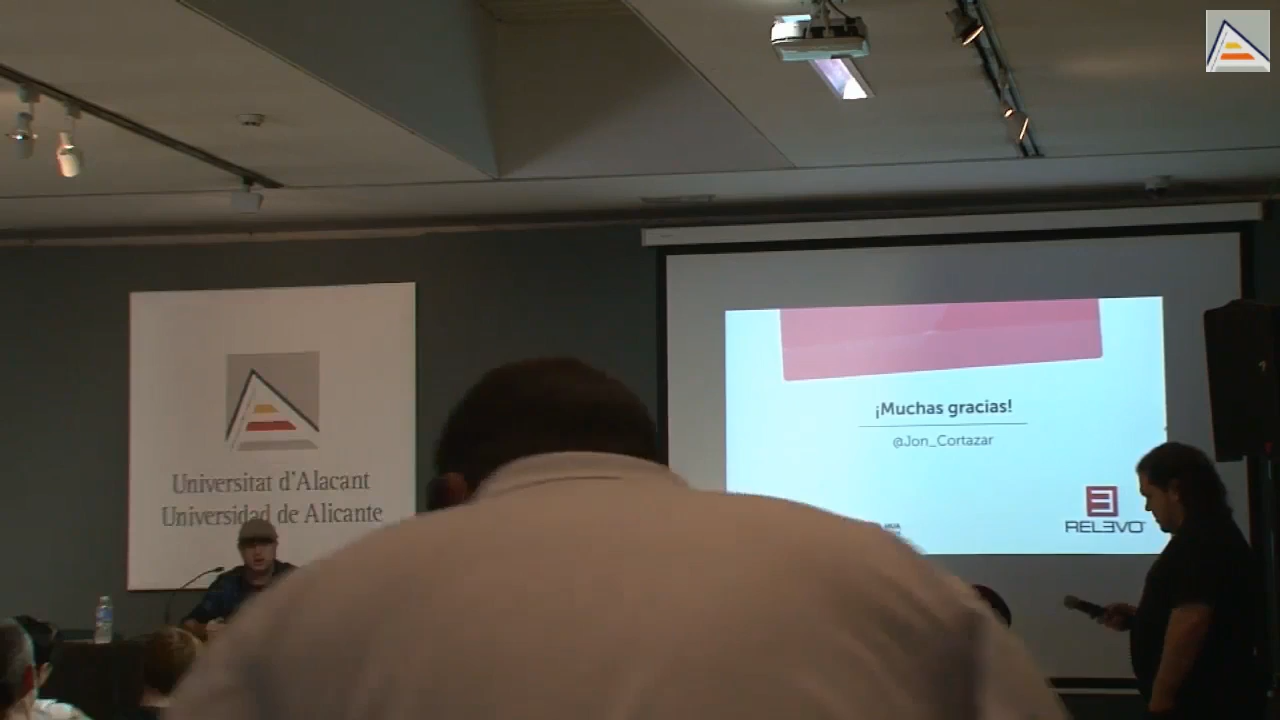 Universitat d'Alacant
Universidad de Alicante
¡Muchas gracias!
@Jon_Cortazar
RELEVO